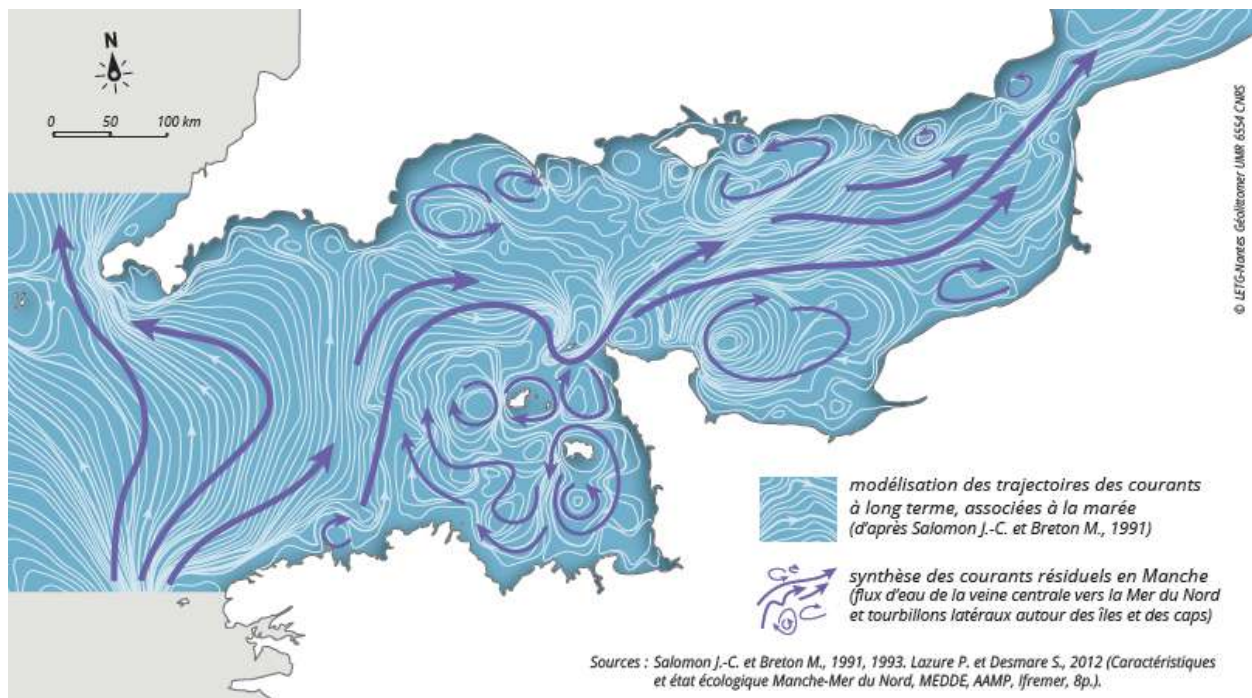 N
0 50 100 km
© LETG-Nantes Géolittomer UMR 6554 CNRS
modélisation des trajectoires des courants
à long terme, associées à la marée
(d'après Salomon J.-C. et Breton M., 1991)
synthèse des courants résiduels en Manche
(flux d'eau de la veine centrale vers la Mer du Nord
et tourbillons latéraux autour des îles et des caps)
Sources : Salomon J.-C. et Breton M., 1991, 1993. Lazure P. et Desmare S., 2012 (Caractéristiques
et état écologique Manche-Mer du Nord, MEDDE, AAMP, Ifremer, 8p.).